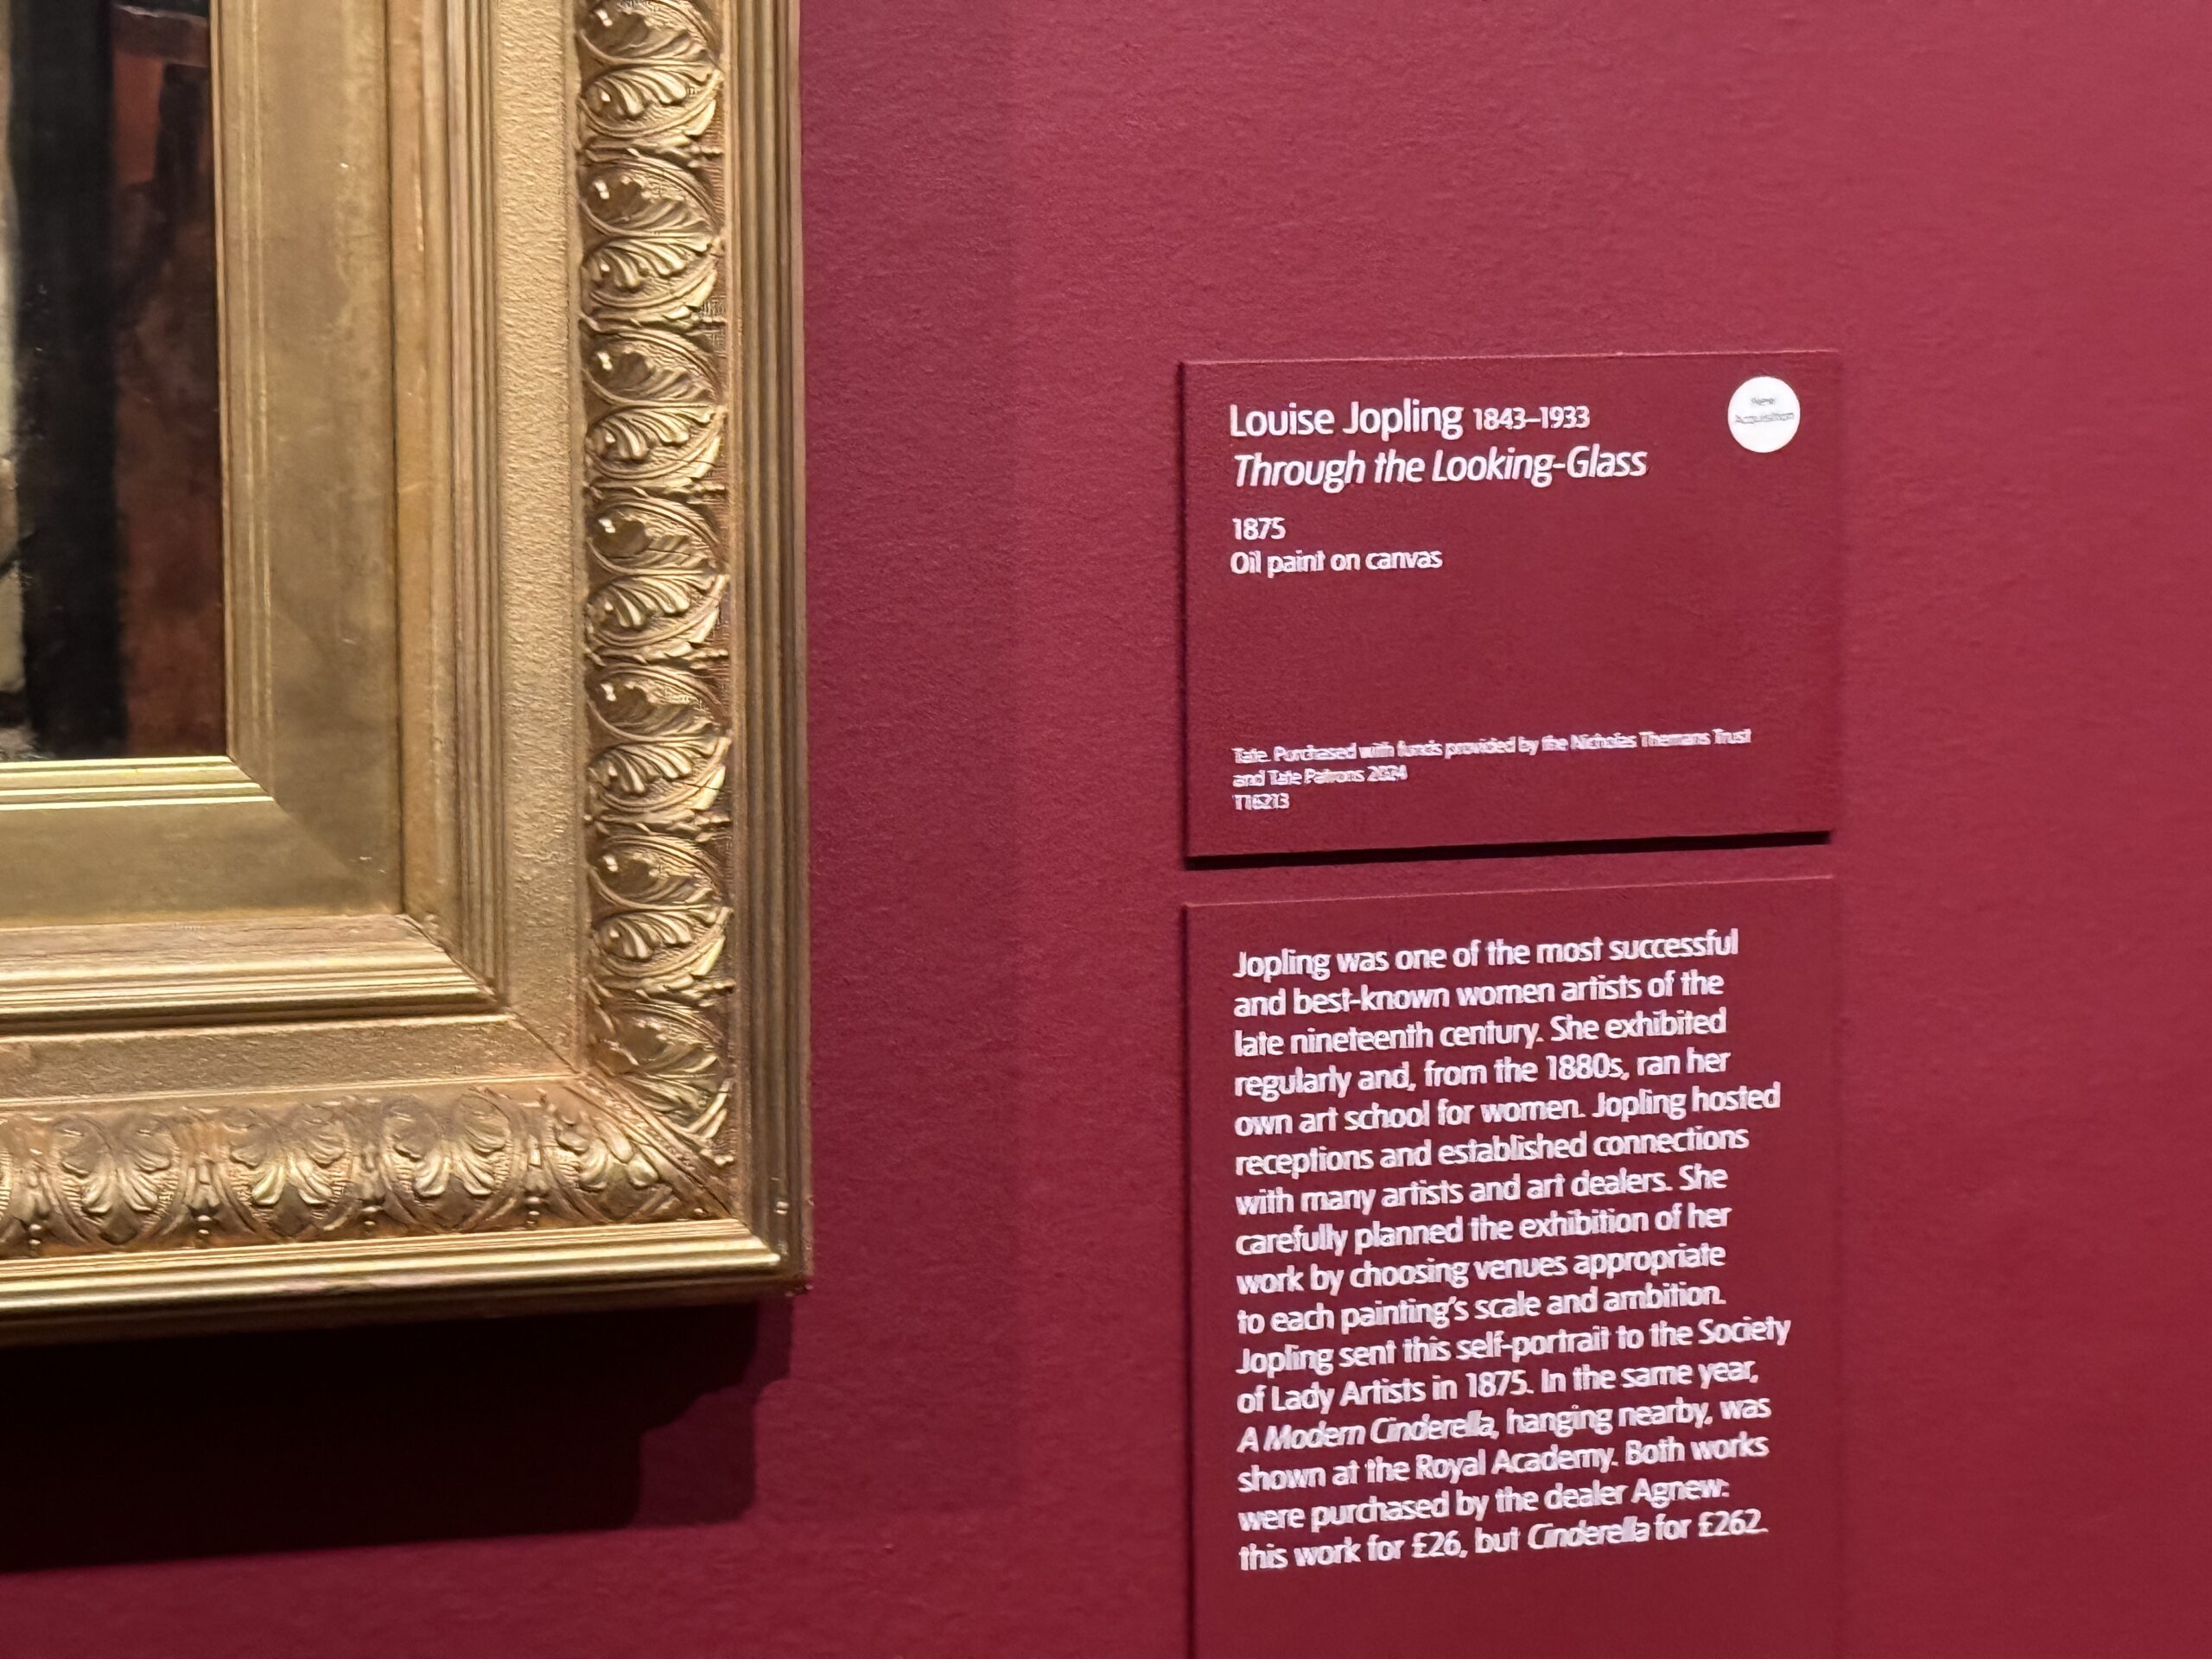 Louise Jopling 1843–1933
Through the Looking-Glass
New
Acquisition
1875
Oil paint on canvas
Tate. Purchased with funds provided by the Nicholas Themans Trust
and Tate Patrons 2024
T16213
Jopling was one of the most successful
and best-known women artists of the
late nineteenth century. She exhibited
regularly and, from the 1880s, ran her
own art school for women. Jopling hosted
receptions and established connections
with many artists and art dealers. She
carefully planned the exhibition of her
work by choosing venues appropriate
to each painting’s scale and ambition.
Jopling sent this self-portrait to the Society
of Lady Artists in 1875. In the same year,
A Modern Cinderella, hanging nearby, was
shown at the Royal Academy. Both works
were purchased by the dealer Agnew:
this work for £26, but Cinderella for £262.